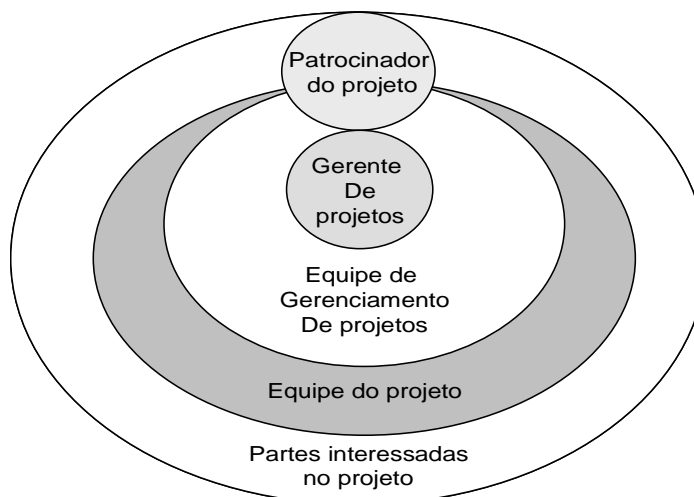 Patrocinador
do projeto
Gerente
De
projetos
Equipe de
Gerenciamento
De projetos
Equipe do projeto
Partes interessadas
no projeto